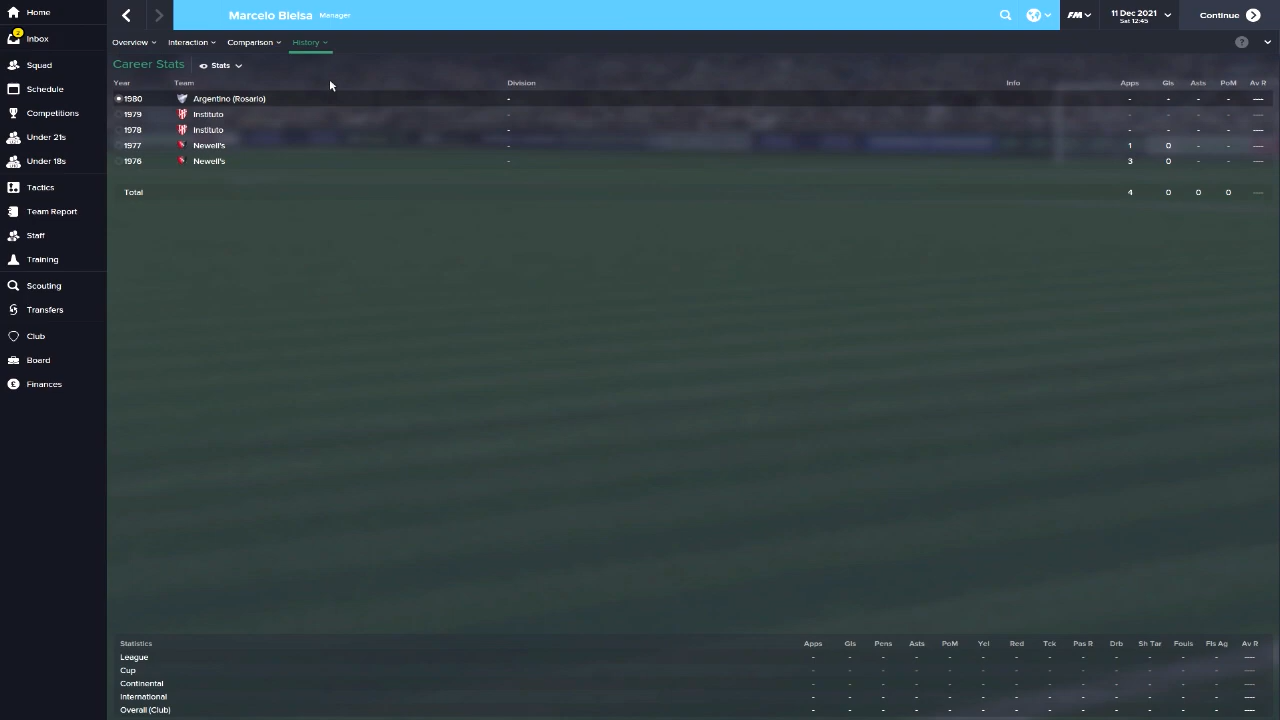 Home
2
Inbox
Squad
Schedule
Competitions
Under 21s
Under 18s
Tactics
Team Report
Staff
Training
Scouting
Transfers
Club
Board
Finances
Marcelo Bielsa Manager
FM
11 Dec 2021
Sat 12:45
Continue
Overview Interaction Comparison History
?
Career Stats Stats
Year Team Division Info Apps Gls Asts PoM Av R
1980 Argentino (Rosario) - - - - - ---
1979 Instituto - - - - - ---
1978 Instituto - - - - - ---
1977 Newell's - 1 0 - - ---
1976 Newell's - 3 0 - - ---
Total 4 0 0 0 ---
Statistics Apps Gls Pens Asts PoM Yel Red Tck Pas R Drb Sh Tar Fouls Fls Ag Av R
League - - - - - - - - - - - - - ---
Cup - - - - - - - - - - - - - ---
Continental - - - - - - - - - - - - - ---
International - - - - - - - - - - - - - ---
Overall (Club) - - - - - - - - - - - - - ---